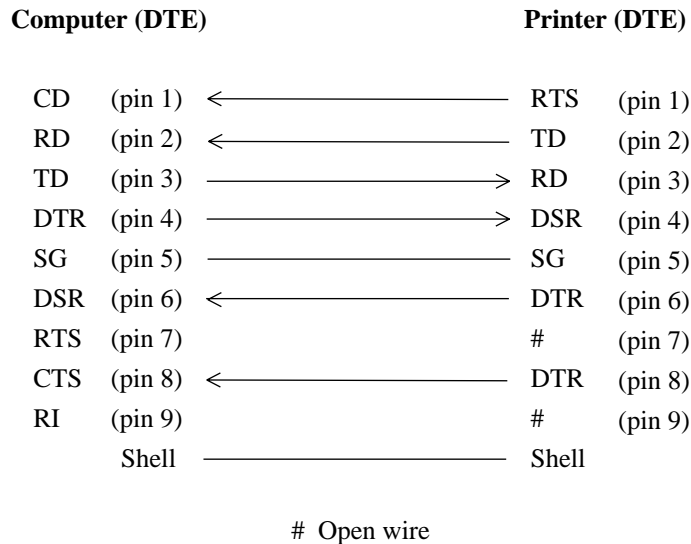 Computer (DTE) Printer (DTE)
CD (pin 1) RTS (pin 1)
RD (pin 2) TD (pin 2)
TD (pin 3) RD (pin 3)
DTR (pin 4) DSR (pin 4)
SG (pin 5) SG (pin 5)
DSR (pin 6) DTR (pin 6)
RTS (pin 7) # (pin 7)
CTS (pin 8) DTR (pin 8)
RI (pin 9) # (pin 9)
Shell Shell
# Open wire